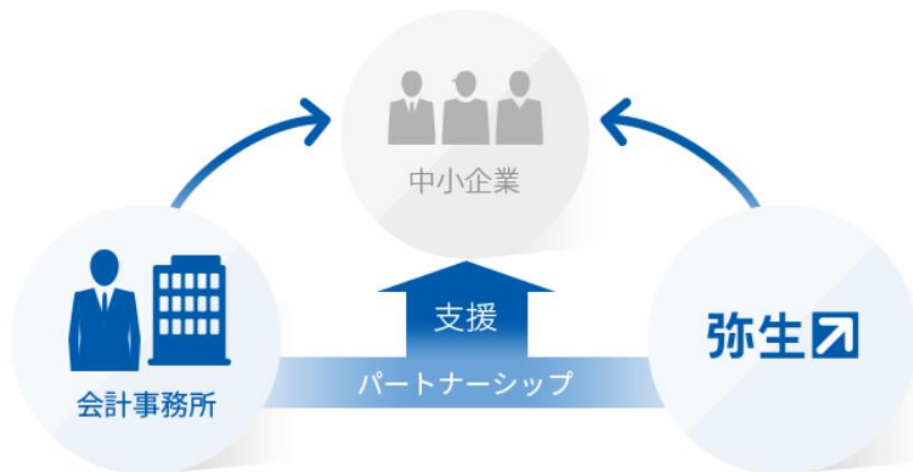 中小企業
支援
パートナーシップ
会計事務所
弥生